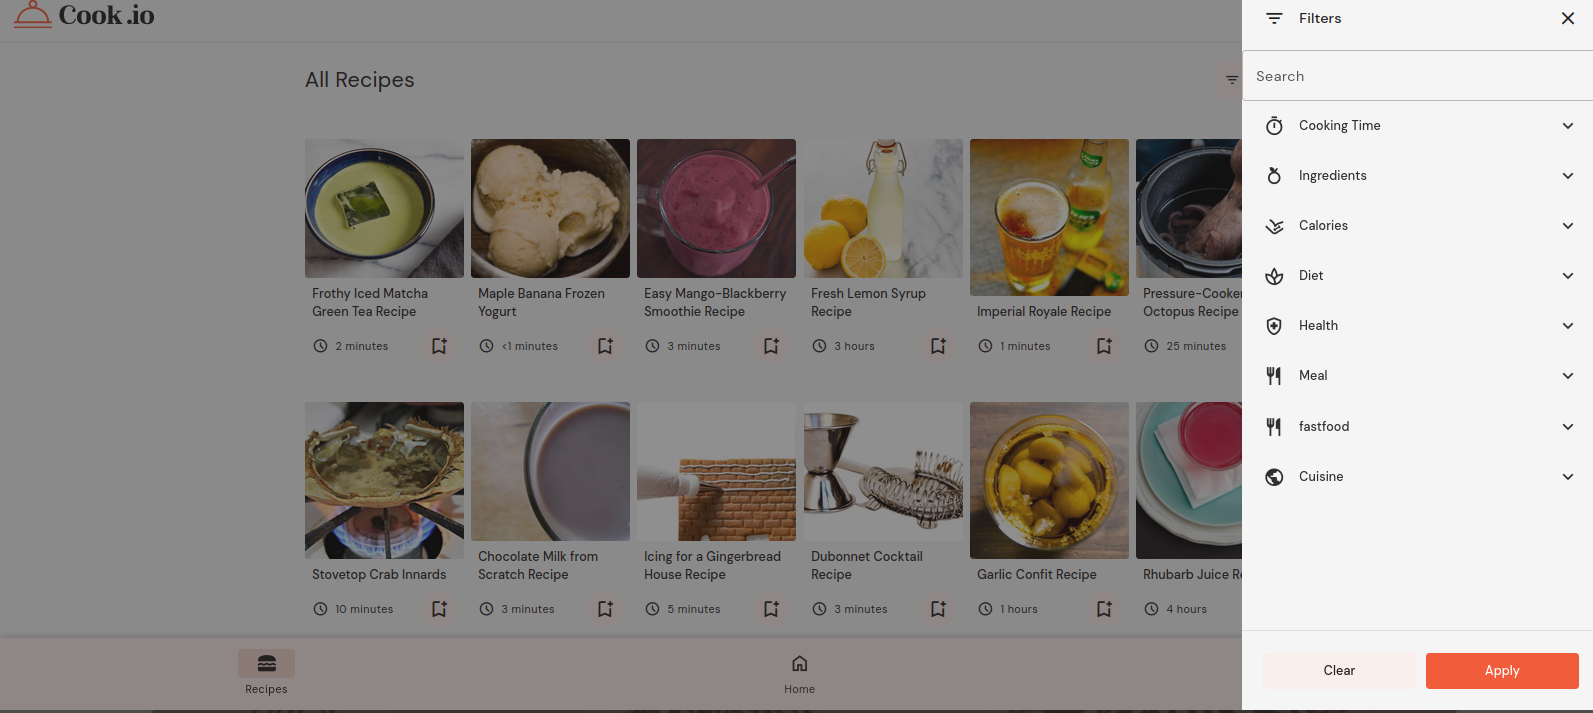 Cook.io
Filters
All Recipes
Search
Cooking Time
Ingredients
Calories
Diet
Health
Meal
fastfood
Cuisine
Frothy Iced Matcha
Green Tea Recipe
2 minutes
Maple Banana Frozen
Yogurt
<1 minutes
Easy Mango-Blackberry
Smoothie Recipe
3 minutes
Fresh Lemon Syrup
Recipe
3 hours
Imperial Royale Recipe
1 minutes
Pressure-Cooker
Octopus Recipe
25 minutes
Stovetop Crab Innards
10 minutes
Chocolate Milk from
Scratch Recipe
3 minutes
Icing for a Gingerbread
House Recipe
5 minutes
Dubonnet Cocktail
Recipe
3 minutes
Garlic Confit Recipe
1 hours
Rhubarb Juice Re
4 hours
Recipes
Home
Clear
Apply